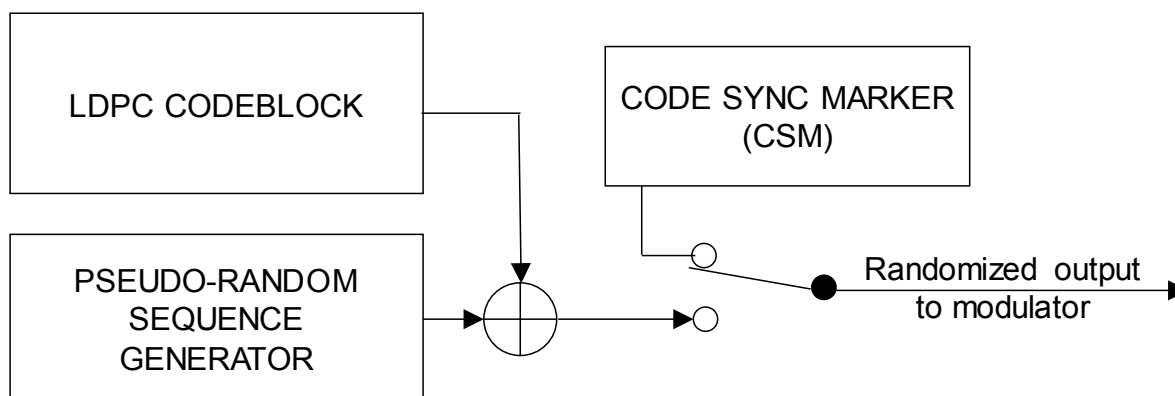 LDPC CODEBLOCK
CODE SYNC MARKER
(CSM)
PSEUDO-RANDOM
SEQUENCE
GENERATOR
Randomized output
to modulator